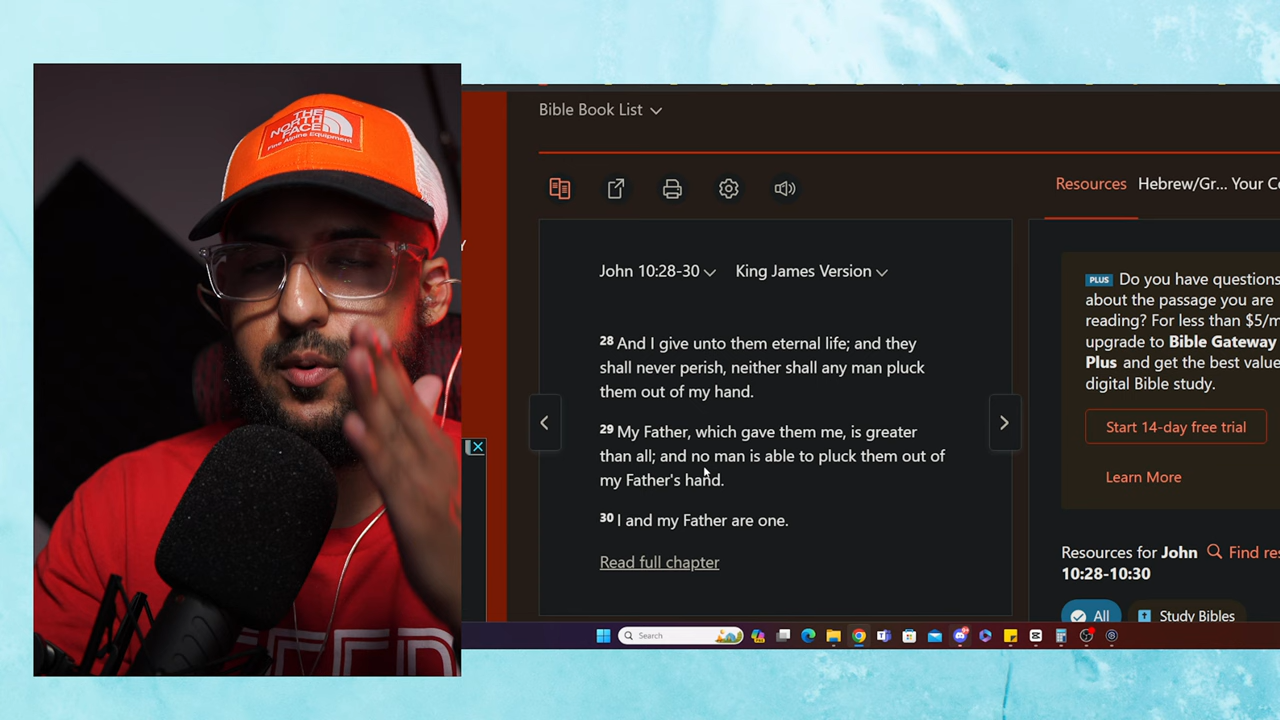 THE
NORTH
FACE
Fine Alpine Equipment
Bible Book List
Resources Hebrew/Gr... Your Co
John 10:28-30 King James Version
28 And I give unto them eternal life; and they
shall never perish, neither shall any man pluck
them out of my hand.
29 My Father, which gave them me, is greater
than all; and no man is able to pluck them out of
my Father's hand.
30 I and my Father are one.
Read full chapter
PLUS Do you have questions
about the passage you are
reading? For less than $5/m
upgrade to Bible Gateway
Plus and get the best value
digital Bible study.
Start 14-day free trial
Learn More
Resources for John Find res
10:28-10:30
All Study Bibles
Search